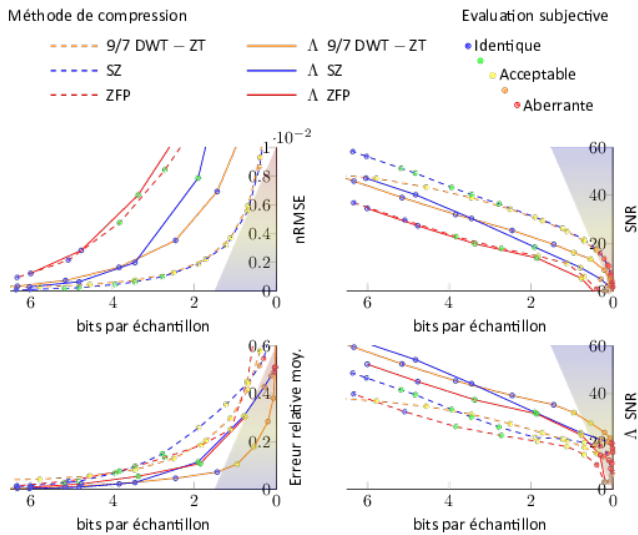 Méthode de compression
Evaluation subjective
9/7 DWT − ZT
Λ 9/7 DWT − ZT
Identique
SZ
Λ SZ
Acceptable
ZFP
Λ ZFP
Aberrante
·10⁻²
1
0.8
0.6
0.4
0.2
0
nRMSE
6 4 2 0
bits par échantillon
60
40
20
0
SNR
6 4 2 0
bits par échantillon
0.6
0.4
0.2
0
Erreur relative moy.
6 4 2 0
bits par échantillon
60
40
20
0
Λ SNR
6 4 2 0
bits par échantillon